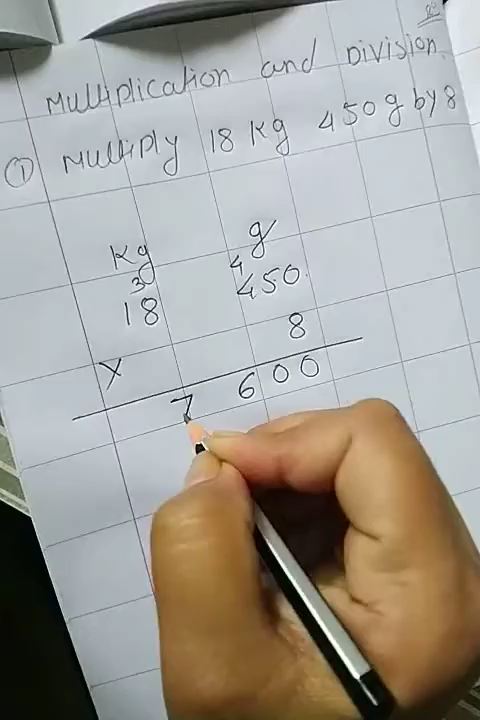 Multiplication and Division.
① Multiply 18 Kg 450 g by 8
Kg g
3 4
18 450
8
X
7 600